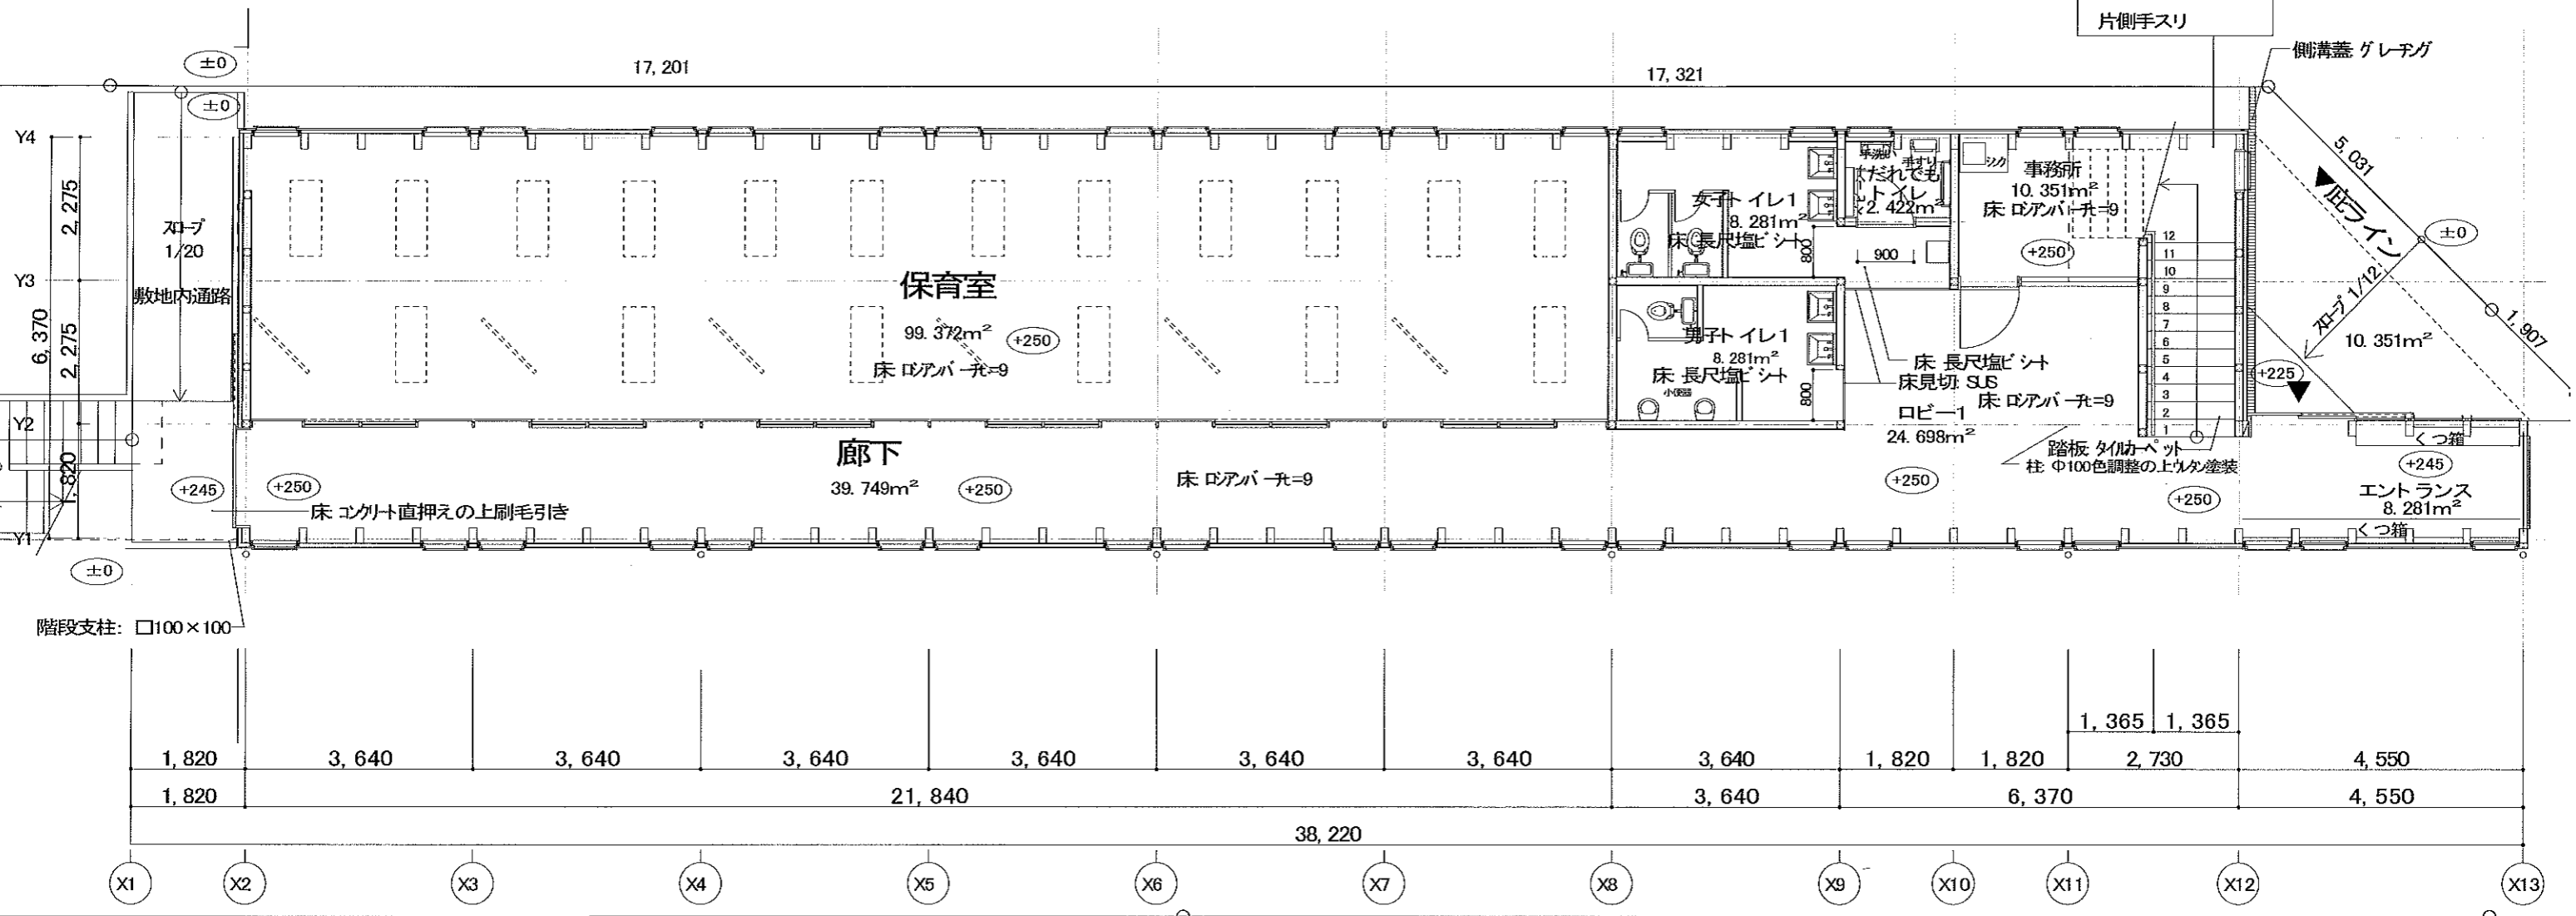 片側手スリ
側溝蓋 グレーチング
±0
17,201
17,321
±0
Y4
Y3
Y2
Y1
2,275
2,275
6,370
1,820
スロープ
1/20
敷地内通路
保育室
99.372m²
+250
床 ロシアンバーチt=9
女子トイレ1
8.281m²
床 長尺塩ビシート
手洗い
手すり
だれでも
トイレ
2.422m²
800
900
事務所
10.351m²
床 ロシアンバーチt=9
+250
男子トイレ1
8.281m²
床 長尺塩ビシート
小便器
800
床 長尺塩ビシート
床見切 SUS
床 ロシアンバーチt=9
ロビー1
24.698m²
12
11
10
9
8
7
6
5
4
3
2
1
踏板 タイルカーペット
柱 Φ100色調整の上ウレタン塗装
5,031
庇ライン
±0
スロープ 1/12
10.351m²
1,907
+225
くつ箱
+245
エントランス
8.281m²
くつ箱
廊下
39.749m²
+250
床 ロシアンバーチt=9
+250
+250
+245
+250
床 コンクリート直押えの上刷毛引き
±0
階段支柱: □100×100
1,365
1,365
1,820
3,640
3,640
3,640
3,640
3,640
3,640
3,640
1,820
1,820
2,730
4,550
1,820
21,840
3,640
6,370
4,550
38,220
X1
X2
X3
X4
X5
X6
X7
X8
X9
X10
X11
X12
X13